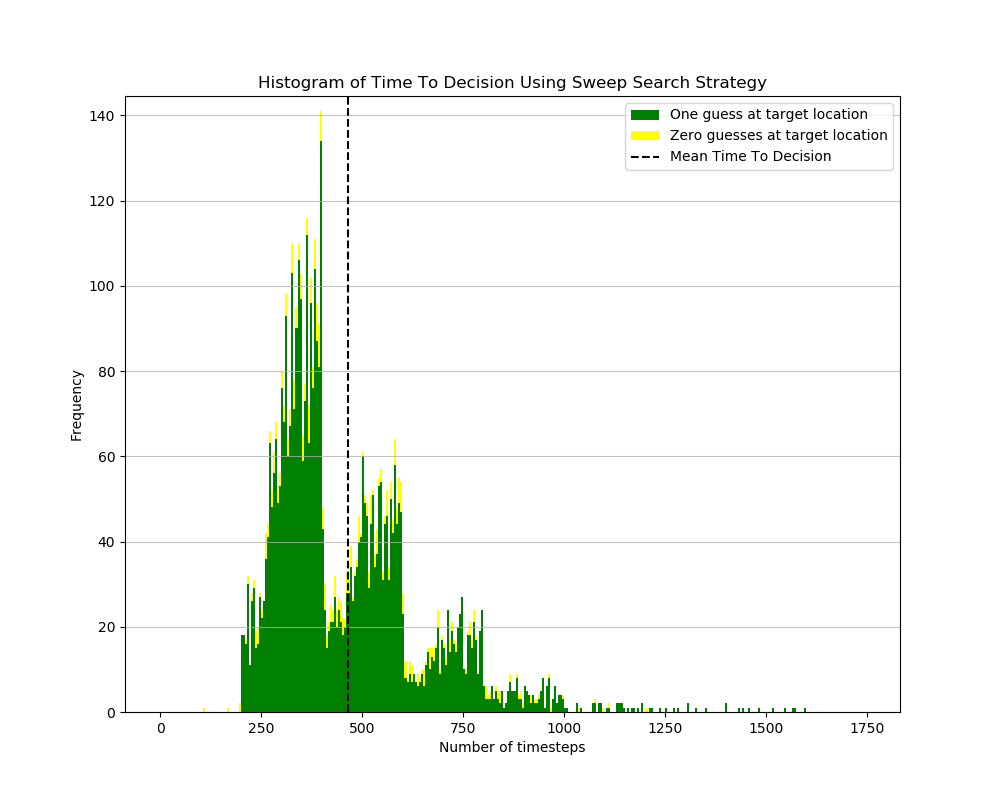 Histogram of Time To Decision Using Sweep Search Strategy
One guess at target location
Zero guesses at target location
Mean Time To Decision
140
120
100
80
60
40
20
0
Frequency
0 250 500 750 1000 1250 1500 1750
Number of timesteps